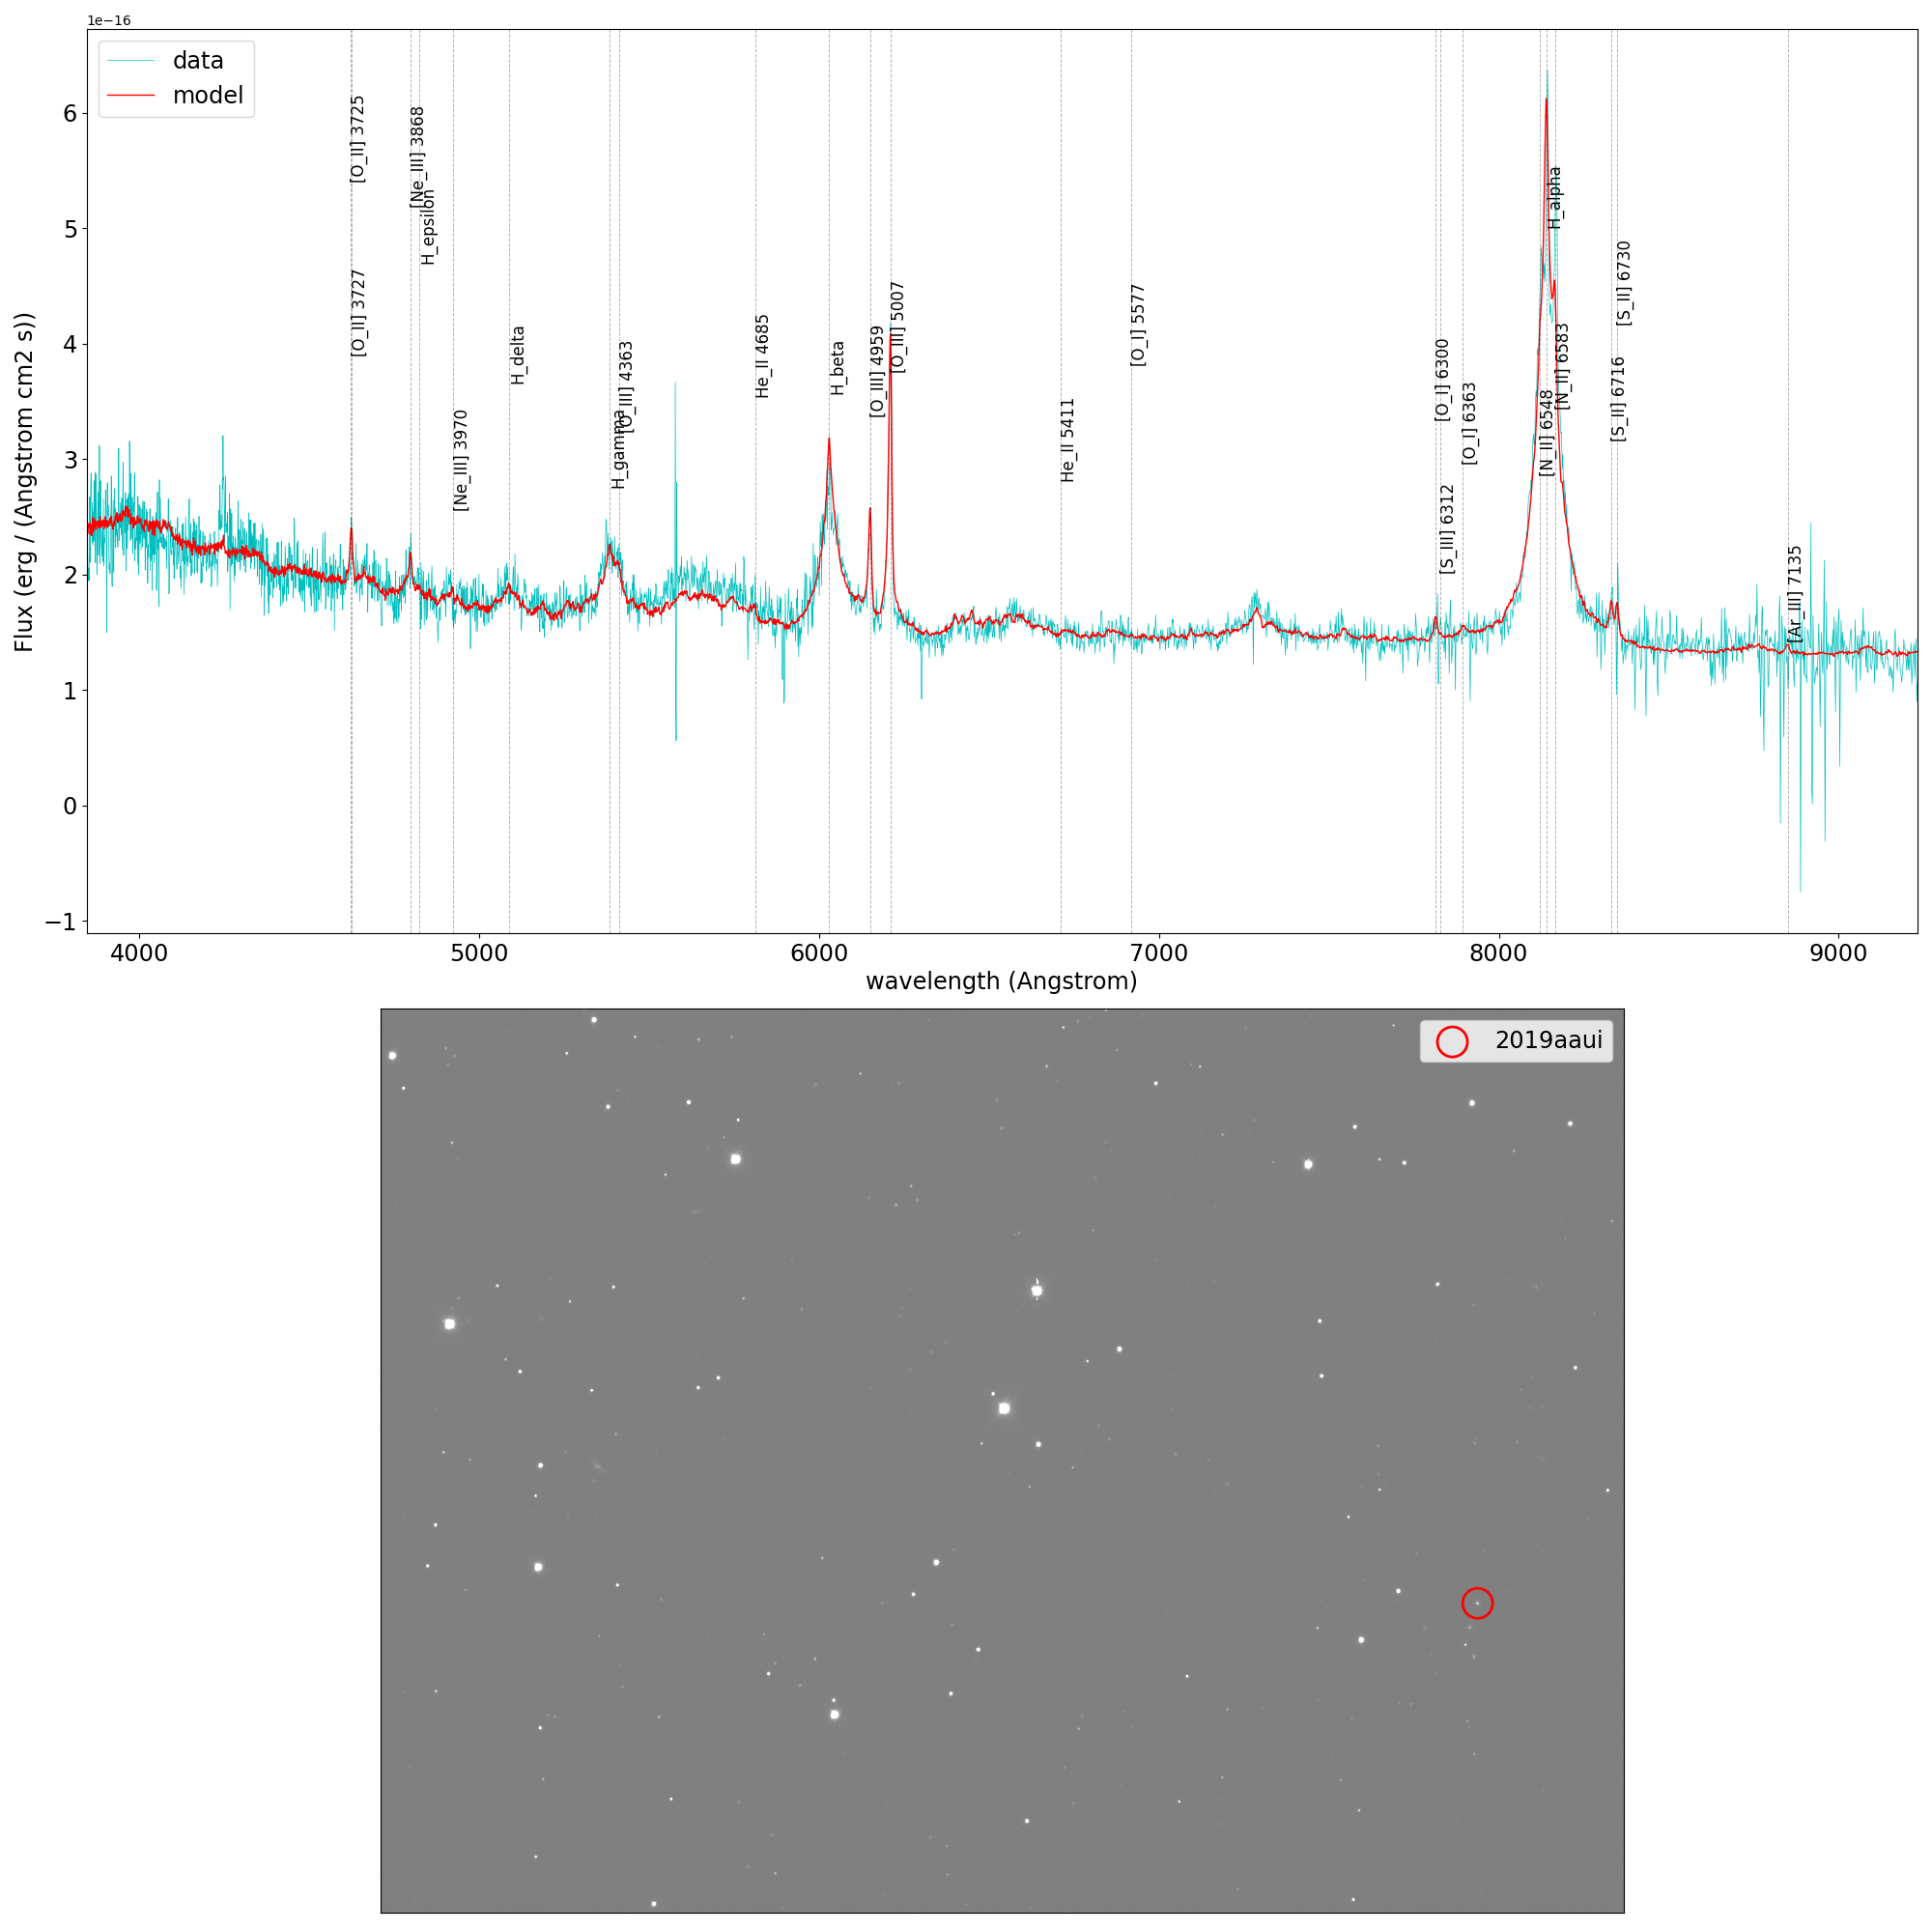 1e−16
data
model
Flux (erg / (Angstrom cm2 s))
6
5
4
3
2
1
0
−1
[O_II] 3725
[O_II] 3727
[Ne_III] 3868
H_epsilon
[Ne_III] 3970
H_delta
H_gamma
[O_III] 4363
He_II 4685
H_beta
[O_III] 4959
[O_III] 5007
He_II 5411
[O_I] 5577
[O_I] 6300
[S_III] 6312
[O_I] 6363
[N_II] 6548
H_alpha
[N_II] 6583
[S_II] 6716
[S_II] 6730
[Ar_III] 7135
4000
5000
6000
7000
8000
9000
wavelength (Angstrom)
2019aaui